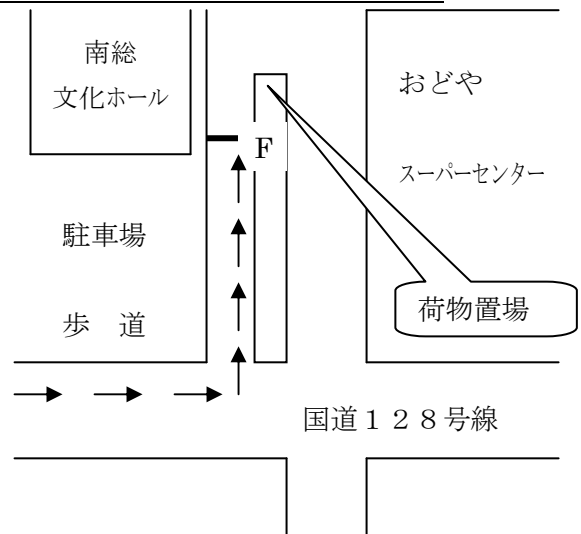 南総
文化ホール
おどや
F
スーパーセンター
駐車場
荷物置場
歩　道
国道１２８号線